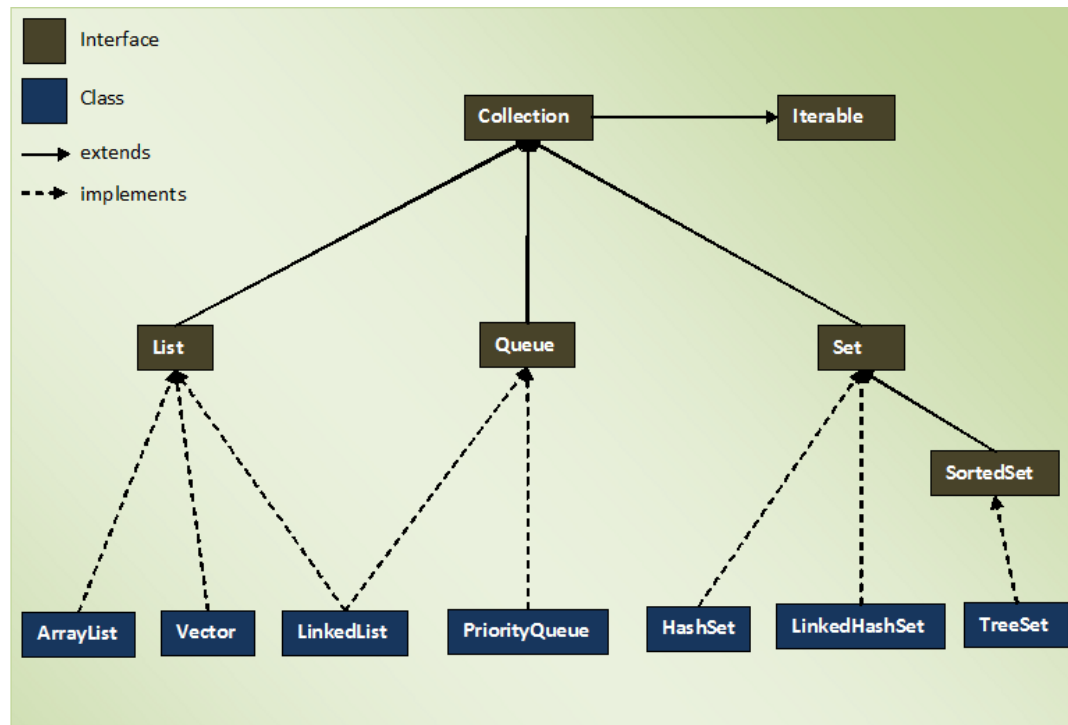 Interface
Class
extends
implements
Collection
Iterable
List
Queue
Set
SortedSet
ArrayList
Vector
LinkedList
PriorityQueue
HashSet
LinkedHashSet
TreeSet